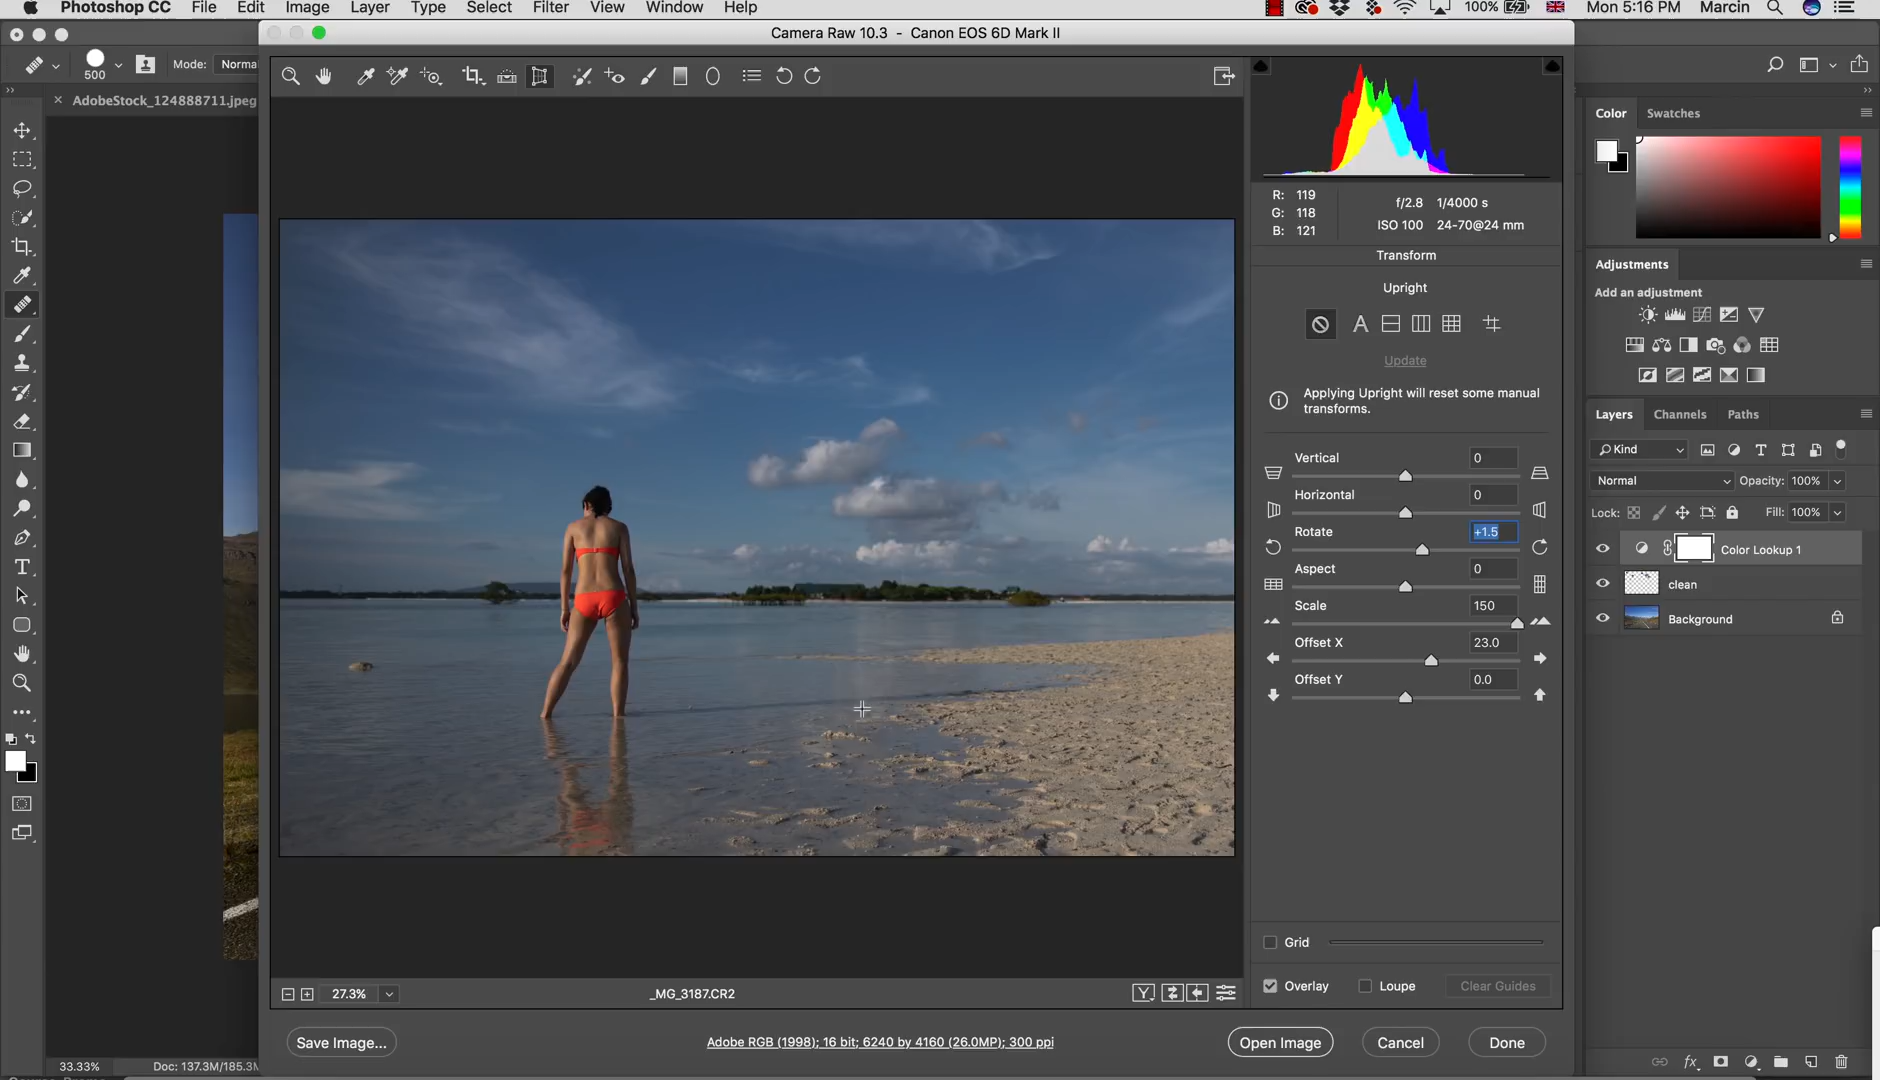 Photoshop CC File Edit Image Layer Type Select Filter View Window Help 100% Mon 5:16 PM Marcin
Camera Raw 10.3 - Canon EOS 6D Mark II
500 Mode: Norma
AdobeStock_124888711.jpeg
R: 119
G: 118
B: 121
f/2.8 1/4000 s
ISO 100 24-70@24 mm
Transform
Upright
A
Update
Applying Upright will reset some manual
transforms.
Vertical 0
Horizontal 0
Rotate +1.5
Aspect 0
Scale 150
Offset X 23.0
Offset Y 0.0
Grid
Overlay Loupe Clear Guides
27.3% _MG_3187.CR2 Y
Save Image... Adobe RGB (1998); 16 bit; 6240 by 4160 (26.0MP); 300 ppi Open Image Cancel Done
33.33% Doc: 137.3M/185.3M
Color Swatches
Adjustments
Add an adjustment
Layers Channels Paths
Kind
Normal Opacity: 100%
Lock: Fill: 100%
Color Lookup 1
clean
Background
fx